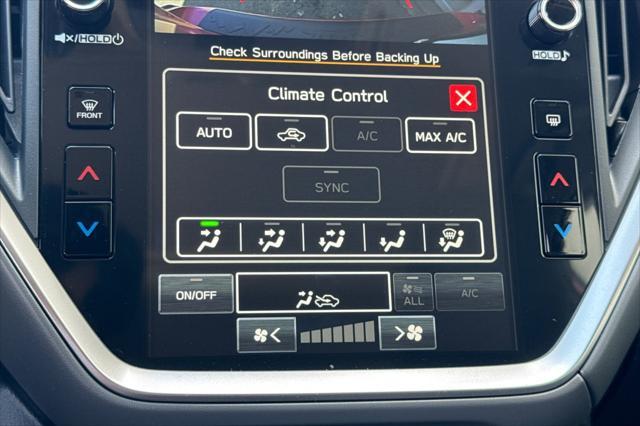 HOLD
Check Surroundings Before Backing Up
HOLD
Climate Control
FRONT
AUTO
A/C
MAX A/C
SYNC
ON/OFF
ALL
A/C